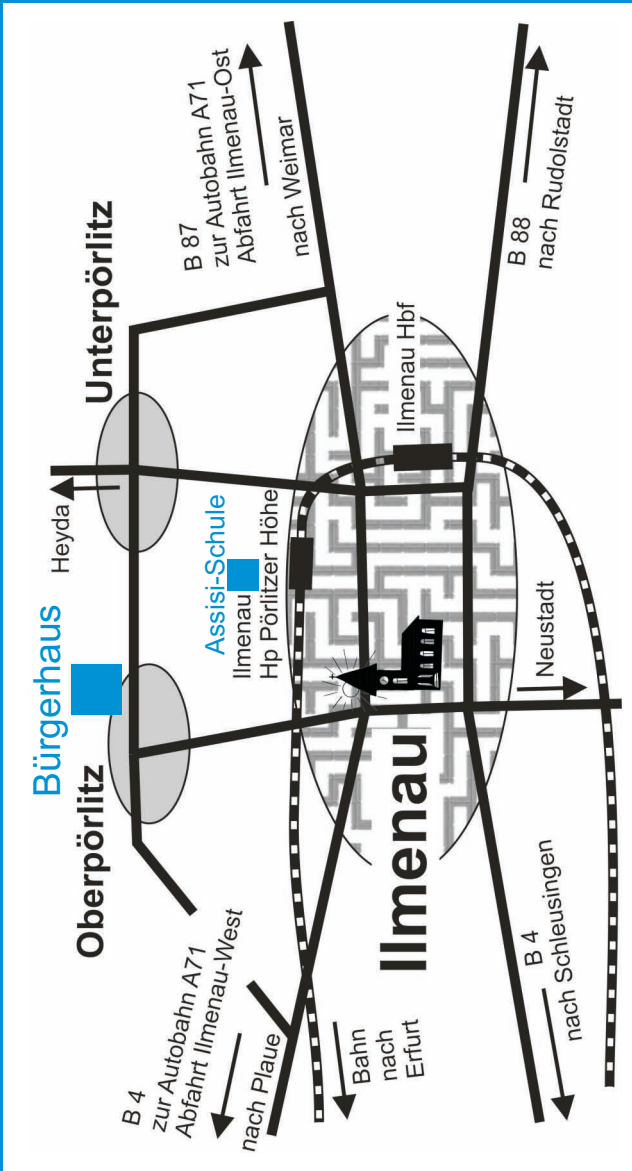 Bürgerhaus
Oberpörlitz
Unterpörlitz
Heyda
Assisi-Schule
Ilmenau
Hp Pörlitzer Höhe
B 87
zur Autobahn A71
Abfahrt Ilmenau-Ost
nach Weimar
B 4
zur Autobahn A71
Abfahrt Ilmenau-West
nach Plaue
Bahn
nach
Erfurt
Ilmenau
Ilmenau Hbf
Neustadt
B 88
nach Rudolstadt
B 4
nach Schleusingen